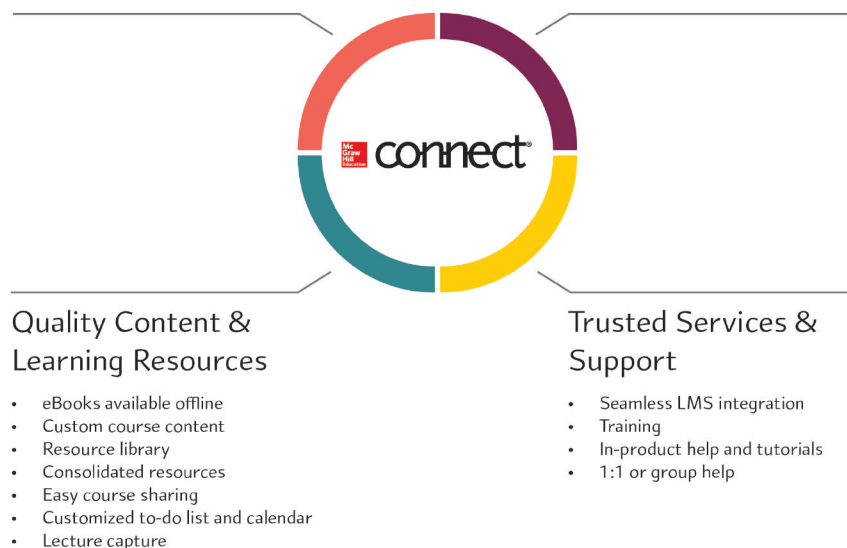 Mc
Graw
Hill
Education
connect®
Quality Content &
Learning Resources
• eBooks available offline
• Custom course content
• Resource library
• Consolidated resources
• Easy course sharing
• Customized to-do list and calendar
• Lecture capture
Trusted Services &
Support
• Seamless LMS integration
• Training
• In-product help and tutorials
• 1:1 or group help